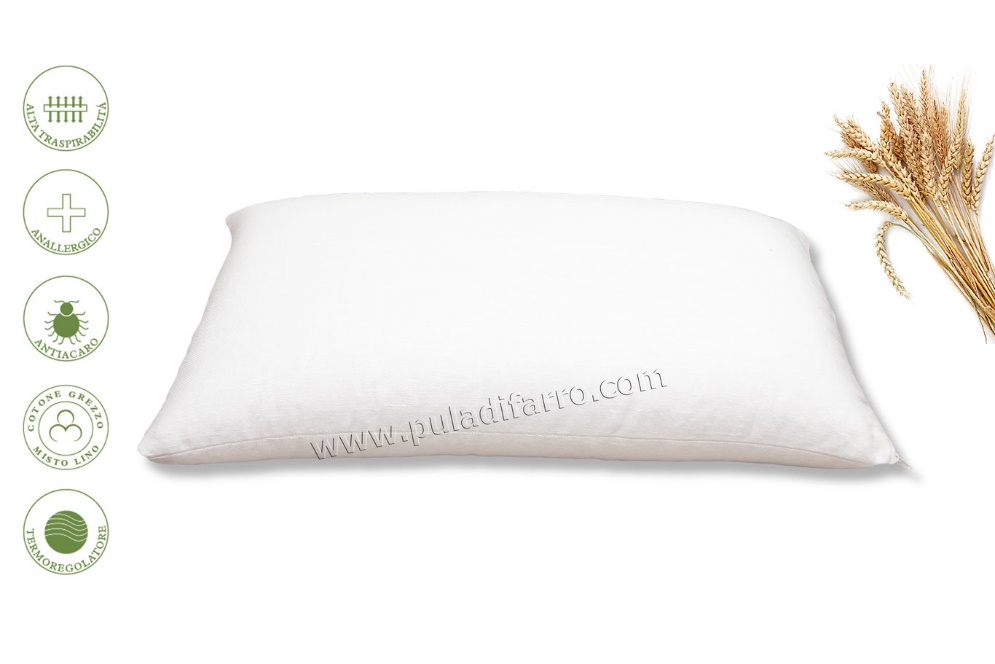 ALTA TRASPIRABILITÀ
ANALLERGICO
ANTIACARO
COTONE GREZZO
MISTO LINO
TERMOREGOLATORE
www.puladifarro.com